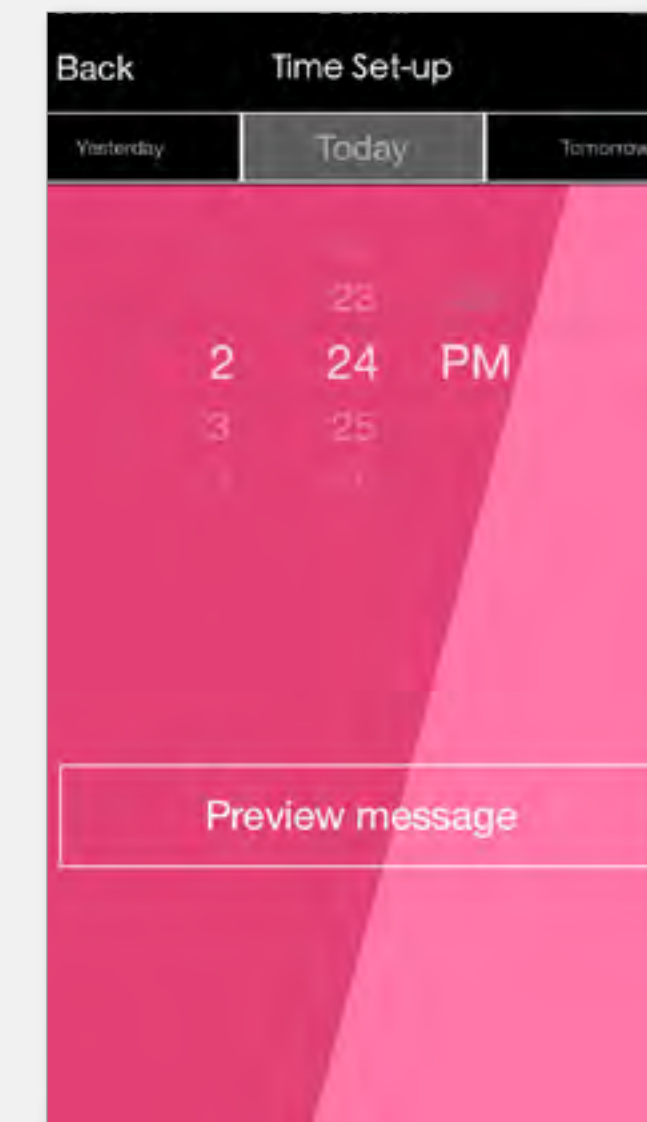 Back Time Set-up
Yesterday Today Tomorrow
23
2 24 PM
3 25
Preview message